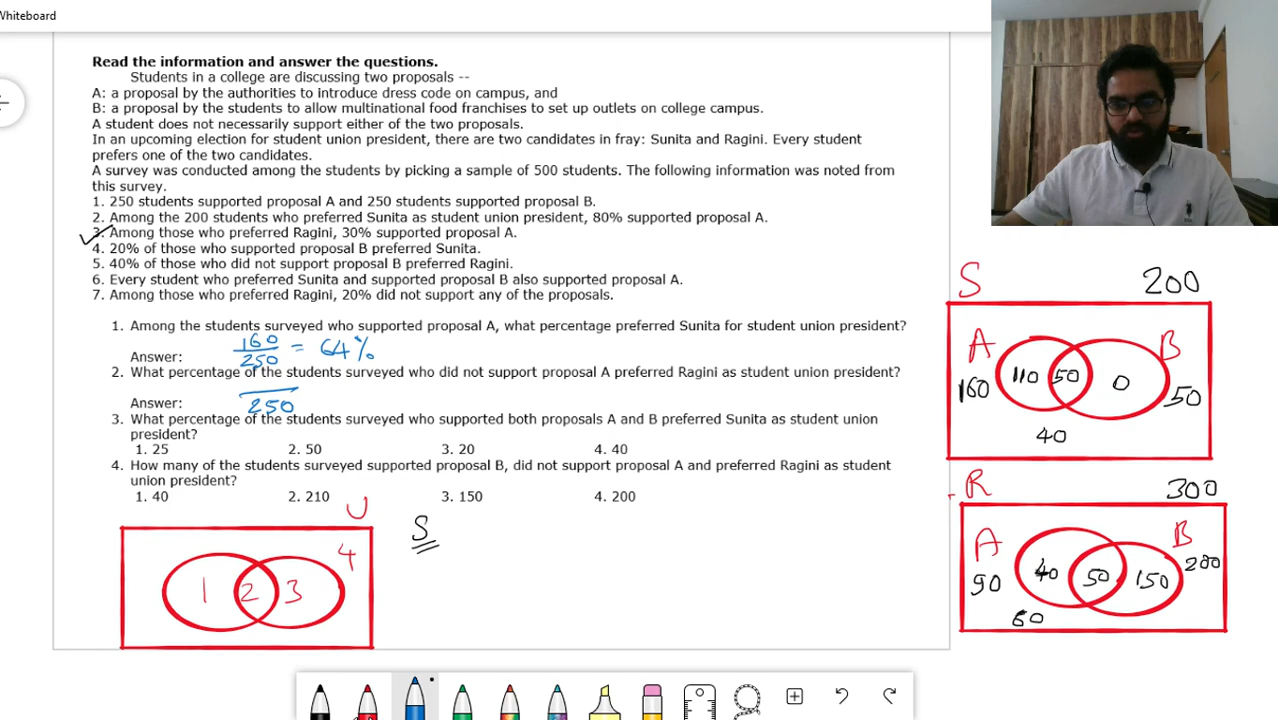 Whiteboard
Read the information and answer the questions.
Students in a college are discussing two proposals --
A: a proposal by the authorities to introduce dress code on campus, and
B: a proposal by the students to allow multinational food franchises to set up outlets on college campus.
A student does not necessarily support either of the two proposals.
In an upcoming election for student union president, there are two candidates in fray: Sunita and Ragini. Every student
prefers one of the two candidates.
A survey was conducted among the students by picking a sample of 500 students. The following information was noted from
this survey.
1. 250 students supported proposal A and 250 students supported proposal B.
2. Among the 200 students who preferred Sunita as student union president, 80% supported proposal A.
3. Among those who preferred Ragini, 30% supported proposal A.
4. 20% of those who supported proposal B preferred Sunita.
5. 40% of those who did not support proposal B preferred Ragini.
6. Every student who preferred Sunita and supported proposal B also supported proposal A.
7. Among those who preferred Ragini, 20% did not support any of the proposals.
1. Among the students surveyed who supported proposal A, what percentage preferred Sunita for student union president?
Answer: 160/250 = 64%
2. What percentage of the students surveyed who did not support proposal A preferred Ragini as student union president?
Answer: 250
3. What percentage of the students surveyed who supported both proposals A and B preferred Sunita as student union
president?
1. 25 2. 50 3. 20 4. 40
4. How many of the students surveyed supported proposal B, did not support proposal A and preferred Ragini as student
union president?
1. 40 2. 210 3. 150 4. 200
U
1 2 3 4
S
S 200
A B
160 110 50 0 50
40
R 300
A B
90 40 50 150 200
60